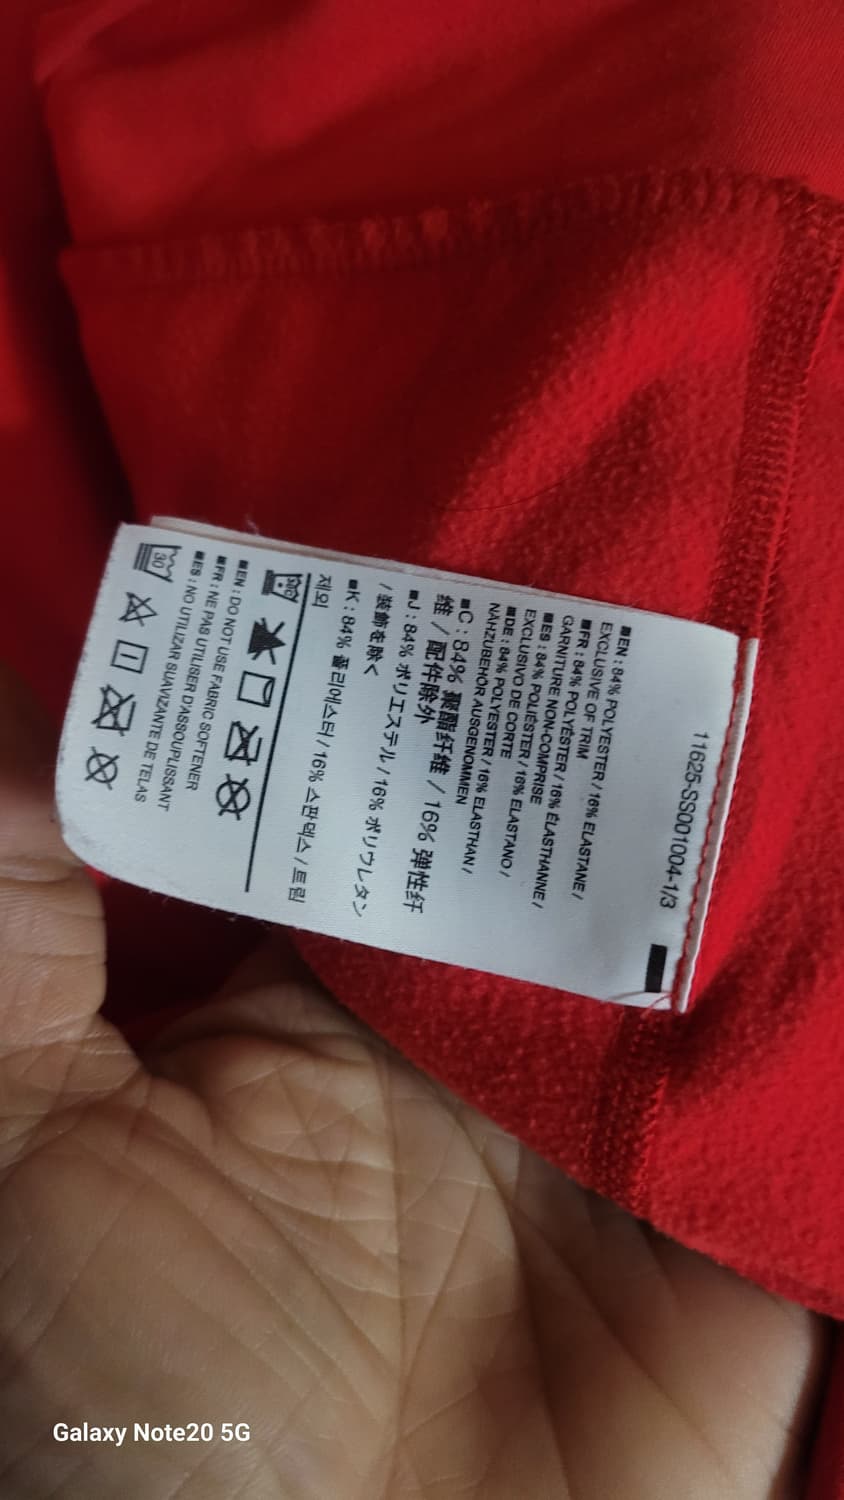 11625-SS001004-1/3
■EN : 84% POLYESTER / 16% ELASTANE /
EXCLUSIVE OF TRIM
■FR : 84% POLYESTER / 16% ÉLASTHANNE /
GARNITURE NON-COMPRISE
■ES : 84% POLIÉSTER / 16% ELASTANO /
EXCLUSIVO DE CORTE
■DE : 84% POLYESTER / 16% ELASTHAN /
NÄHZUBEHÖR AUSGENOMMEN
■C : 84% 聚酯纤维 / 16% 弹性纤
维 / 配件除外
■J : 84% ポリエステル / 16% ポリウレタン
/ 装飾を除く
■K : 84% 폴리에스터 / 16% 스판덱스 / 트림
제외
■EN : DO NOT USE FABRIC SOFTENER
■FR : NE PAS UTILISER D'ASSOUPLISSANT
■ES : NO UTILIZAR SUAVIZANTE DE TELAS
30
Galaxy Note20 5G